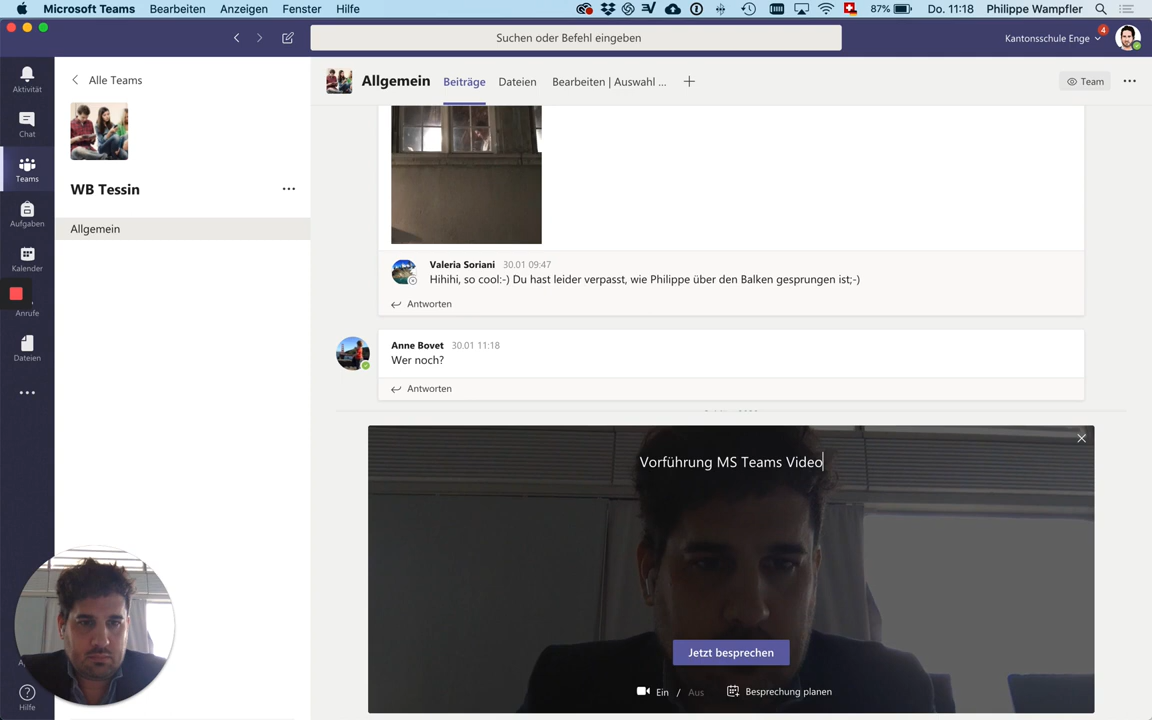 Microsoft Teams Bearbeiten Anzeigen Fenster Hilfe 87% Do. 11:18 Philippe Wampfler
Suchen oder Befehl eingeben
Kantonsschule Enge 4
Aktivität
Chat
Teams
Aufgaben
Kalender
Anrufe
Dateien
Hilfe
Alle Teams
WB Tessin
Allgemein
Allgemein Beiträge Dateien Bearbeiten | Auswahl ... Team
Valeria Soriani 30.01 09:47
Hihihi, so cool:-) Du hast leider verpasst, wie Philippe über den Balken gesprungen ist;-)
Antworten
Anne Bovet 30.01 11:18
Wer noch?
Antworten
Vorführung MS Teams Video
Jetzt besprechen
Ein / Aus Besprechung planen